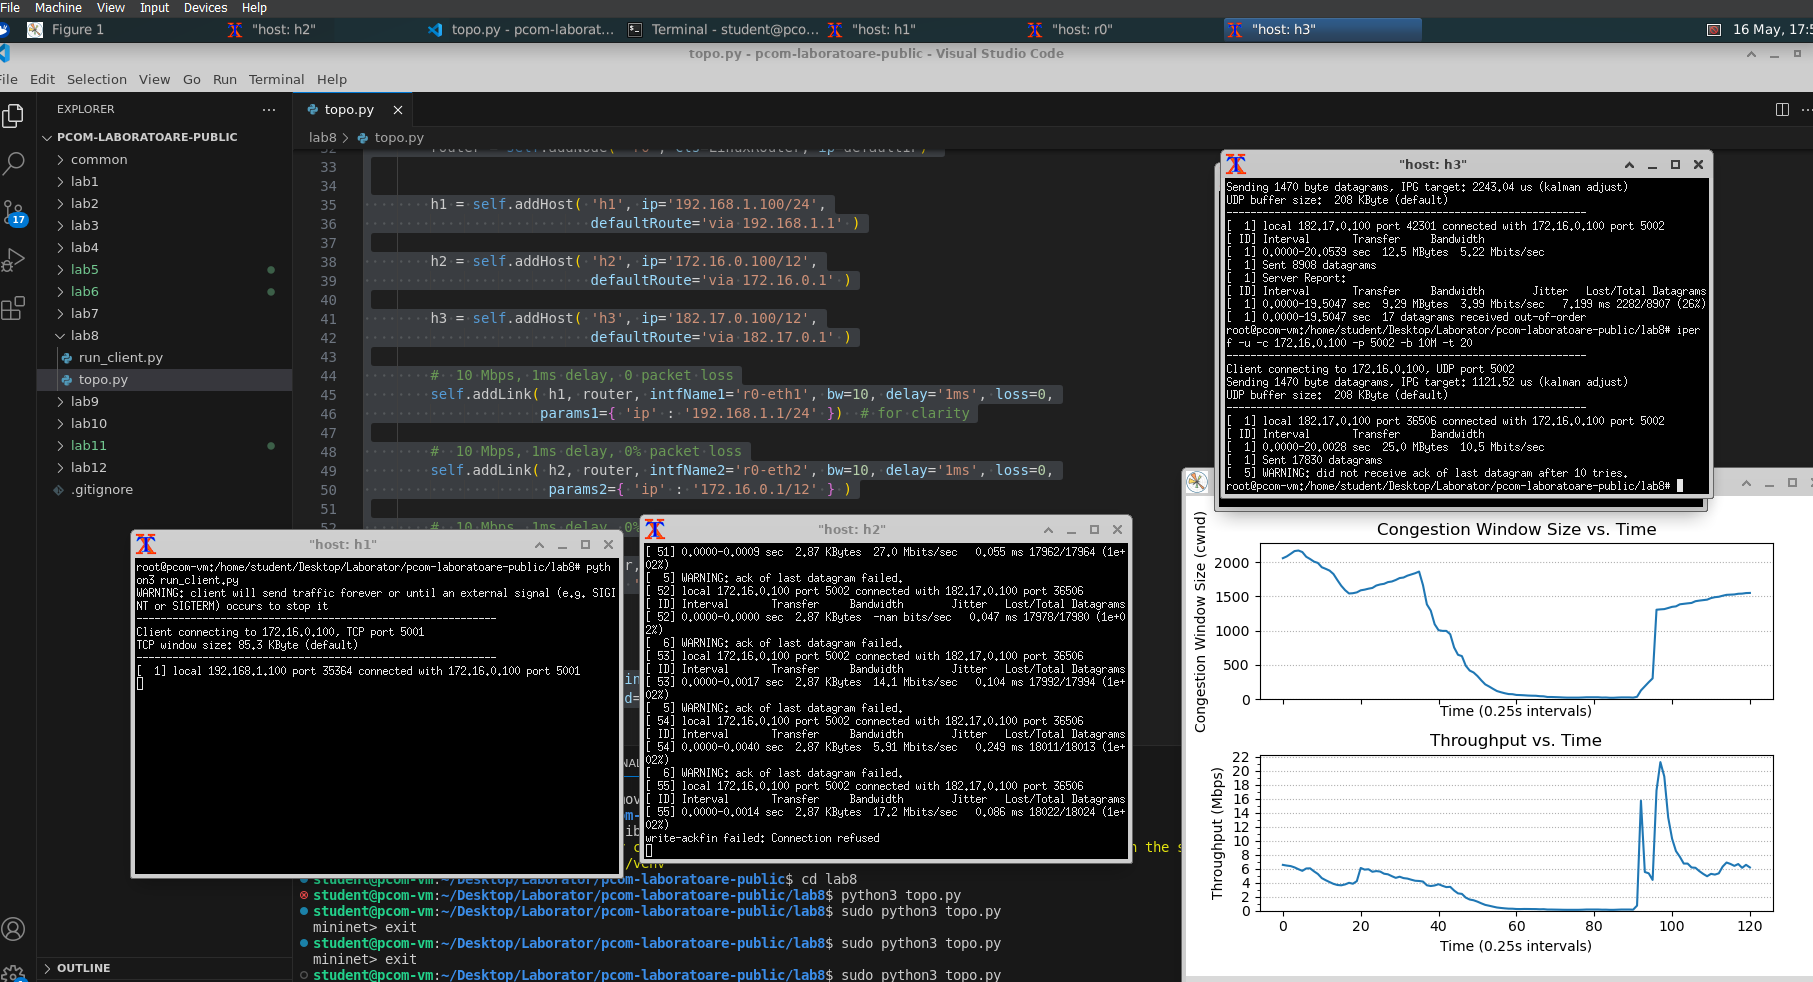 File Machine View Input Devices Help
Figure 1
"host: h2"
topo.py - pcom-laborat...
Terminal - student@pco...
"host: h1"
"host: r0"
"host: h3"
16 May, 17:5
topo.py - pcom-laboratoare-public - Visual Studio Code
File Edit Selection View Go Run Terminal Help
EXPLORER
PCOM-LABORATOARE-PUBLIC
common
lab1
lab2
lab3
lab4
lab5
lab6
lab7
lab8
run_client.py
topo.py
lab9
lab10
lab11
lab12
.gitignore
OUTLINE
17
topo.py
lab8 > topo.py
33
34
35 h1 = self.addHost( 'h1', ip='192.168.1.100/24',
36 defaultRoute='via 192.168.1.1' )
37
38 h2 = self.addHost( 'h2', ip='172.16.0.100/12',
39 defaultRoute='via 172.16.0.1' )
40
41 h3 = self.addHost( 'h3', ip='182.17.0.100/12',
42 defaultRoute='via 182.17.0.1' )
43
44 # 10 Mbps, 1ms delay, 0 packet loss
45 self.addLink( h1, router, intfName1='r0-eth1', bw=10, delay='1ms', loss=0,
46 params1={ 'ip' : '192.168.1.1/24' }) # for clarity
47
48 # 10 Mbps, 1ms delay, 0% packet loss
49 self.addLink( h2, router, intfName2='r0-eth2', bw=10, delay='1ms', loss=0,
50 params2={ 'ip' : '172.16.0.1/12' } )
51
52 # 10 Mbps, 1ms delay, 0%
"host: h1"
root@pcom-vm:/home/student/Desktop/Laborator/pcom-laboratoare-public/lab8# pyth
on3 run_client.py
WARNING: client will send traffic forever or until an external signal (e.g. SIGI
NT or SIGTERM) occurs to stop it
------------------------------------------------------------
Client connecting to 172.16.0.100, TCP port 5001
TCP window size: 85.3 KByte (default)
------------------------------------------------------------
[  1] local 192.168.1.100 port 35364 connected with 172.16.0.100 port 5001
"host: h2"
[ 51] 0.0000-0.0009 sec  2.87 KBytes  27.0 Mbits/sec   0.055 ms 17962/17964 (1e+
02%)
[  5] WARNING: ack of last datagram failed.
[ 52] local 172.16.0.100 port 5002 connected with 182.17.0.100 port 36506
[ ID] Interval       Transfer     Bandwidth        Jitter   Lost/Total Datagrams
[ 52] 0.0000-0.0000 sec  2.87 KBytes  -nan bits/sec   0.047 ms 17978/17980 (1e+0
2%)
[  6] WARNING: ack of last datagram failed.
[ 53] local 172.16.0.100 port 5002 connected with 182.17.0.100 port 36506
[ ID] Interval       Transfer     Bandwidth        Jitter   Lost/Total Datagrams
[ 53] 0.0000-0.0017 sec  2.87 KBytes  14.1 Mbits/sec   0.104 ms 17992/17994 (1e+
02%)
[  5] WARNING: ack of last datagram failed.
[ 54] local 172.16.0.100 port 5002 connected with 182.17.0.100 port 36506
[ ID] Interval       Transfer     Bandwidth        Jitter   Lost/Total Datagrams
[ 54] 0.0000-0.0040 sec  2.87 KBytes  5.91 Mbits/sec   0.249 ms 18011/18013 (1e+
02%)
[  6] WARNING: ack of last datagram failed.
[ 55] local 172.16.0.100 port 5002 connected with 182.17.0.100 port 36506
[ ID] Interval       Transfer     Bandwidth        Jitter   Lost/Total Datagrams
[ 55] 0.0000-0.0014 sec  2.87 KBytes  17.2 Mbits/sec   0.086 ms 18022/18024 (1e+
02%)
write-ackfin failed: Connection refused
"host: h3"
Sending 1470 byte datagrams, IPG target: 2243.04 us (kalman adjust)
UDP buffer size:  208 KByte (default)
------------------------------------------------------------
[  1] local 182.17.0.100 port 42301 connected with 172.16.0.100 port 5002
[ ID] Interval       Transfer     Bandwidth
[  1] 0.0000-20.0539 sec  12.5 MBytes  5.22 Mbits/sec
[  1] Sent 8908 datagrams
[  1] Server Report:
[ ID] Interval       Transfer     Bandwidth        Jitter   Lost/Total Datagrams
[  1] 0.0000-19.5047 sec  9.29 MBytes  3.99 Mbits/sec   7.199 ms 2282/8907 (26%)
[  1] 0.0000-19.5047 sec  17 datagrams received out-of-order
root@pcom-vm:/home/student/Desktop/Laborator/pcom-laboratoare-public/lab8# iper
f -u -c 172.16.0.100 -p 5002 -b 10M -t 20
------------------------------------------------------------
Client connecting to 172.16.0.100, UDP port 5002
Sending 1470 byte datagrams, IPG target: 1121.52 us (kalman adjust)
UDP buffer size:  208 KByte (default)
------------------------------------------------------------
[  1] local 182.17.0.100 port 36506 connected with 172.16.0.100 port 5002
[ ID] Interval       Transfer     Bandwidth
[  1] 0.0000-20.0028 sec  25.0 MBytes  10.5 Mbits/sec
[  1] Sent 17830 datagrams
[  5] WARNING: did not receive ack of last datagram after 10 tries.
root@pcom-vm:/home/student/Desktop/Laborator/pcom-laboratoare-public/lab8#
Congestion Window Size vs. Time
Congestion Window Size (cwnd)
2000
1500
1000
500
0
Time (0.25s intervals)
Throughput vs. Time
Throughput (Mbps)
22
20
18
16
14
12
10
8
6
4
2
0
0 20 40 60 80 100 120
Time (0.25s intervals)
student@pcom-vm:~/Desktop/Laborator/pcom-laboratoare-public$ cd lab8
student@pcom-vm:~/Desktop/Laborator/pcom-laboratoare-public/lab8$ python3 topo.py
student@pcom-vm:~/Desktop/Laborator/pcom-laboratoare-public/lab8$ sudo python3 topo.py
mininet> exit
student@pcom-vm:~/Desktop/Laborator/pcom-laboratoare-public/lab8$ sudo python3 topo.py
mininet> exit
student@pcom-vm:~/Desktop/Laborator/pcom-laboratoare-public/lab8$ sudo python3 topo.py